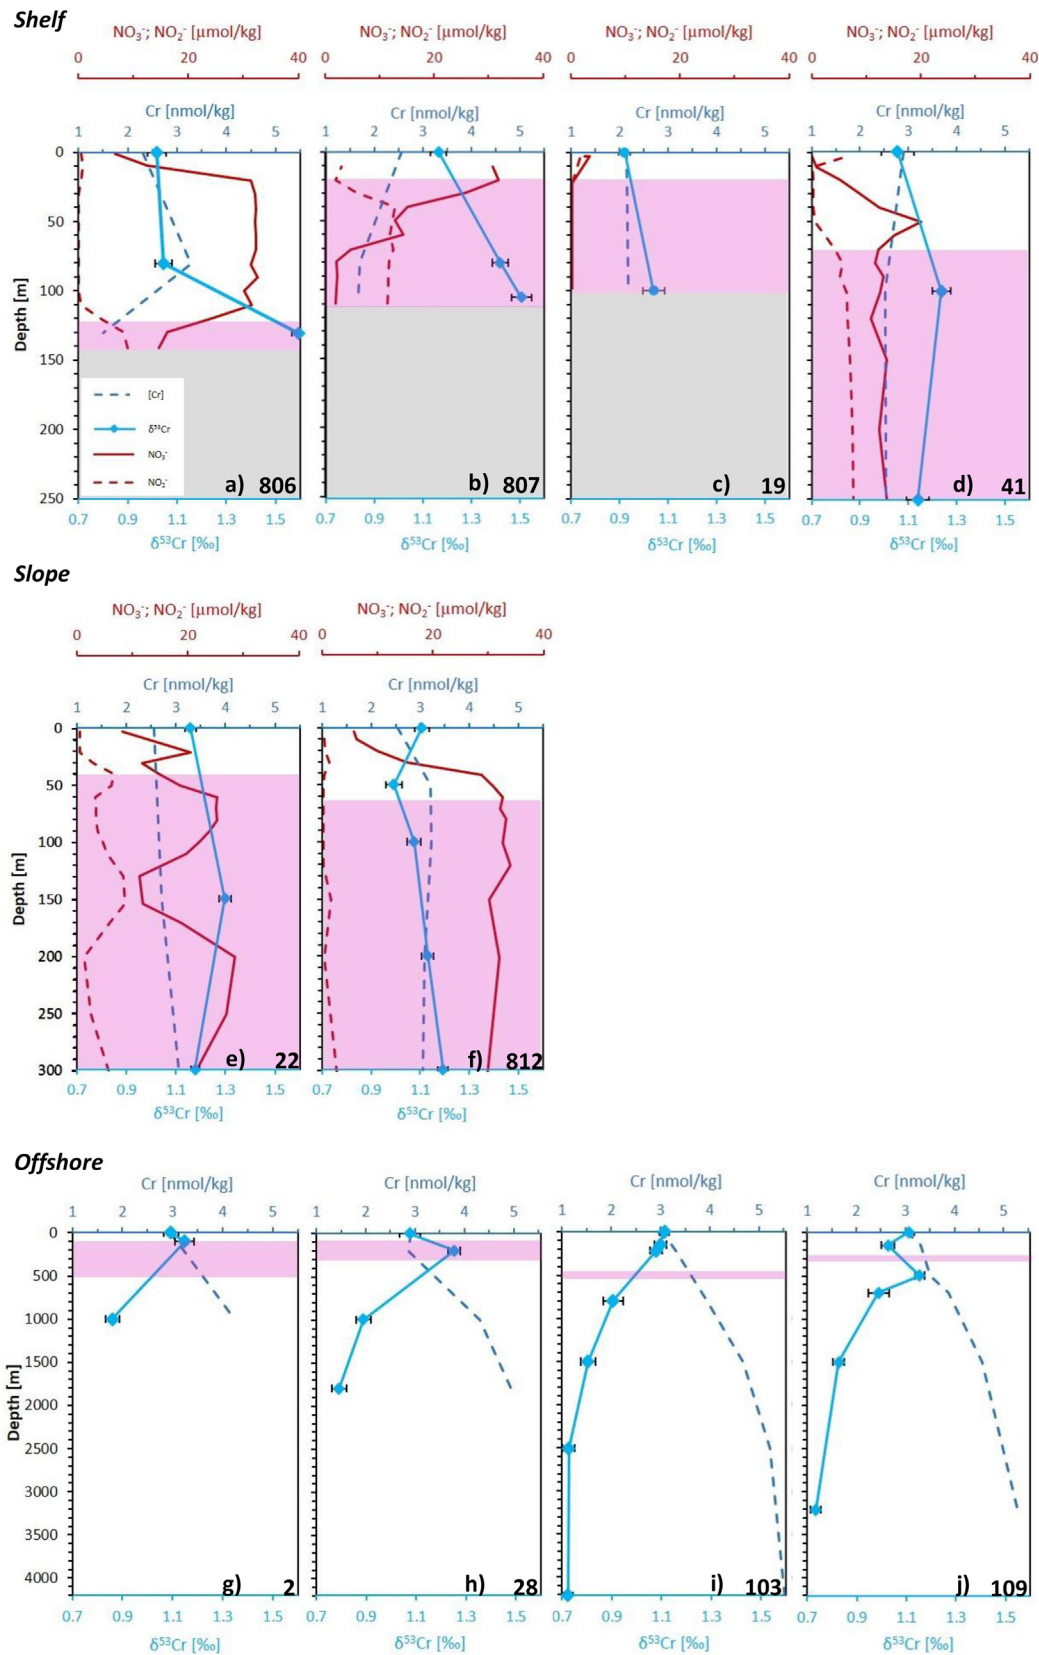 Shelf
NO₃⁻; NO₂⁻ [µmol/kg] NO₃⁻; NO₂⁻ [µmol/kg] NO₃⁻; NO₂⁻ [µmol/kg] NO₃⁻; NO₂⁻ [µmol/kg]
0 20 40 0 20 40 0 20 40 0 20 40
Cr [nmol/kg] Cr [nmol/kg] Cr [nmol/kg] Cr [nmol/kg]
1 2 3 4 5 1 2 3 4 5 1 2 3 4 5 1 2 3 4 5
0
50
100
150
200
250
Depth [m]
[Cr]
δ⁵³Cr
NO₃⁻
NO₂⁻
a) 806 b) 807 c) 19 d) 41
0.7 0.9 1.1 1.3 1.5 0.7 0.9 1.1 1.3 1.5 0.7 0.9 1.1 1.3 1.5 0.7 0.9 1.1 1.3 1.5
δ⁵³Cr [‰] δ⁵³Cr [‰] δ⁵³Cr [‰] δ⁵³Cr [‰]
Slope
NO₃⁻; NO₂⁻ [µmol/kg] NO₃⁻; NO₂⁻ [µmol/kg]
0 20 40 0 20 40
Cr [nmol/kg] Cr [nmol/kg]
1 2 3 4 5 1 2 3 4 5
0
50
100
150
200
250
300
Depth [m]
e) 22 f) 812
0.7 0.9 1.1 1.3 1.5 0.7 0.9 1.1 1.3 1.5
δ⁵³Cr [‰] δ⁵³Cr [‰]
Offshore
Cr [nmol/kg] Cr [nmol/kg] Cr [nmol/kg] Cr [nmol/kg]
1 2 3 4 5 1 2 3 4 5 1 2 3 4 5 1 2 3 4 5
0
500
1000
1500
2000
2500
3000
3500
4000
Depth [m]
g) 2 h) 28 i) 103 j) 109
0.7 0.9 1.1 1.3 1.5 0.7 0.9 1.1 1.3 1.5 0.7 0.9 1.1 1.3 1.5 0.7 0.9 1.1 1.3 1.5
δ⁵³Cr [‰] δ⁵³Cr [‰] δ⁵³Cr [‰] δ⁵³Cr [‰]